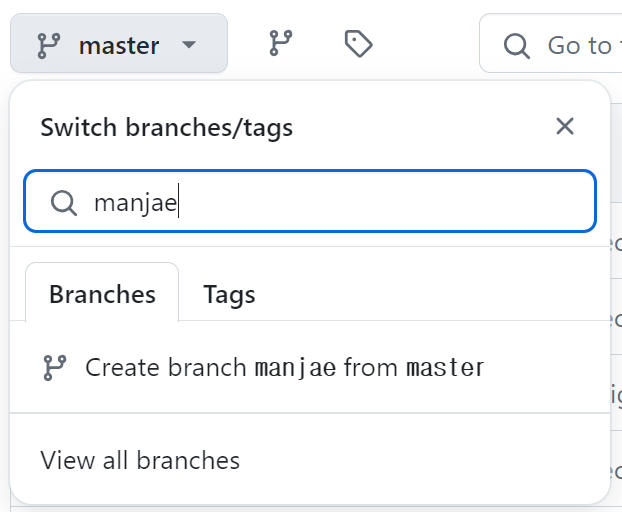 master
Go to
Switch branches/tags
manjae
Branches Tags
Create branch manjae from master
View all branches